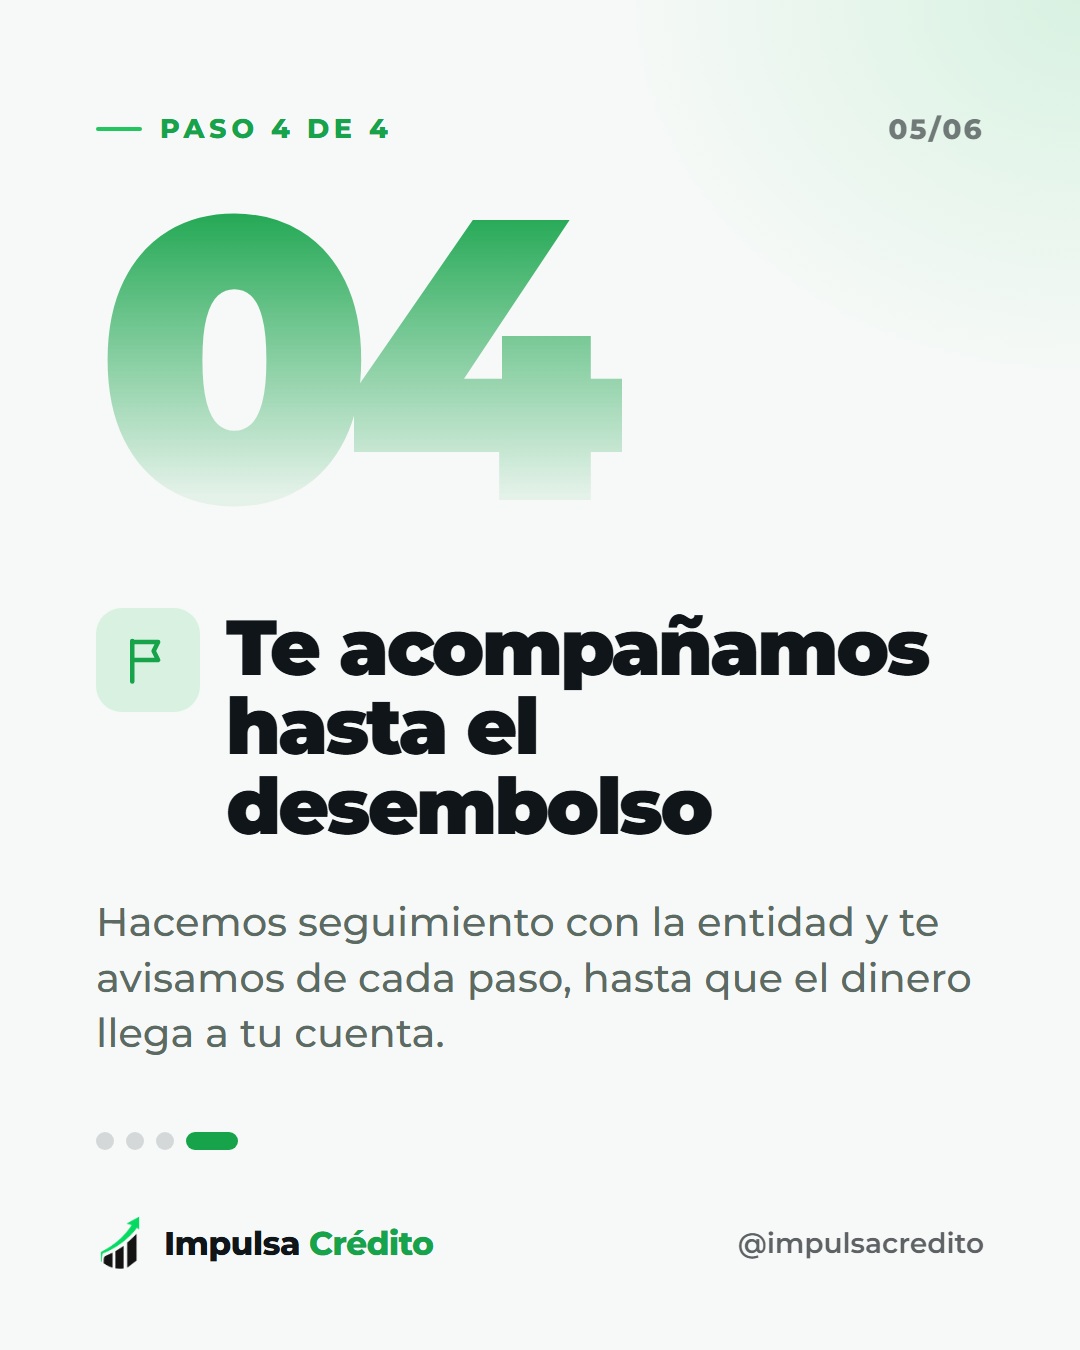 PASO 4 DE 4
05/06
04
Te acompañamos
hasta el
desembolso
Hacemos seguimiento con la entidad y te
avisamos de cada paso, hasta que el dinero
llega a tu cuenta.
Impulsa Crédito
@impulsacredito